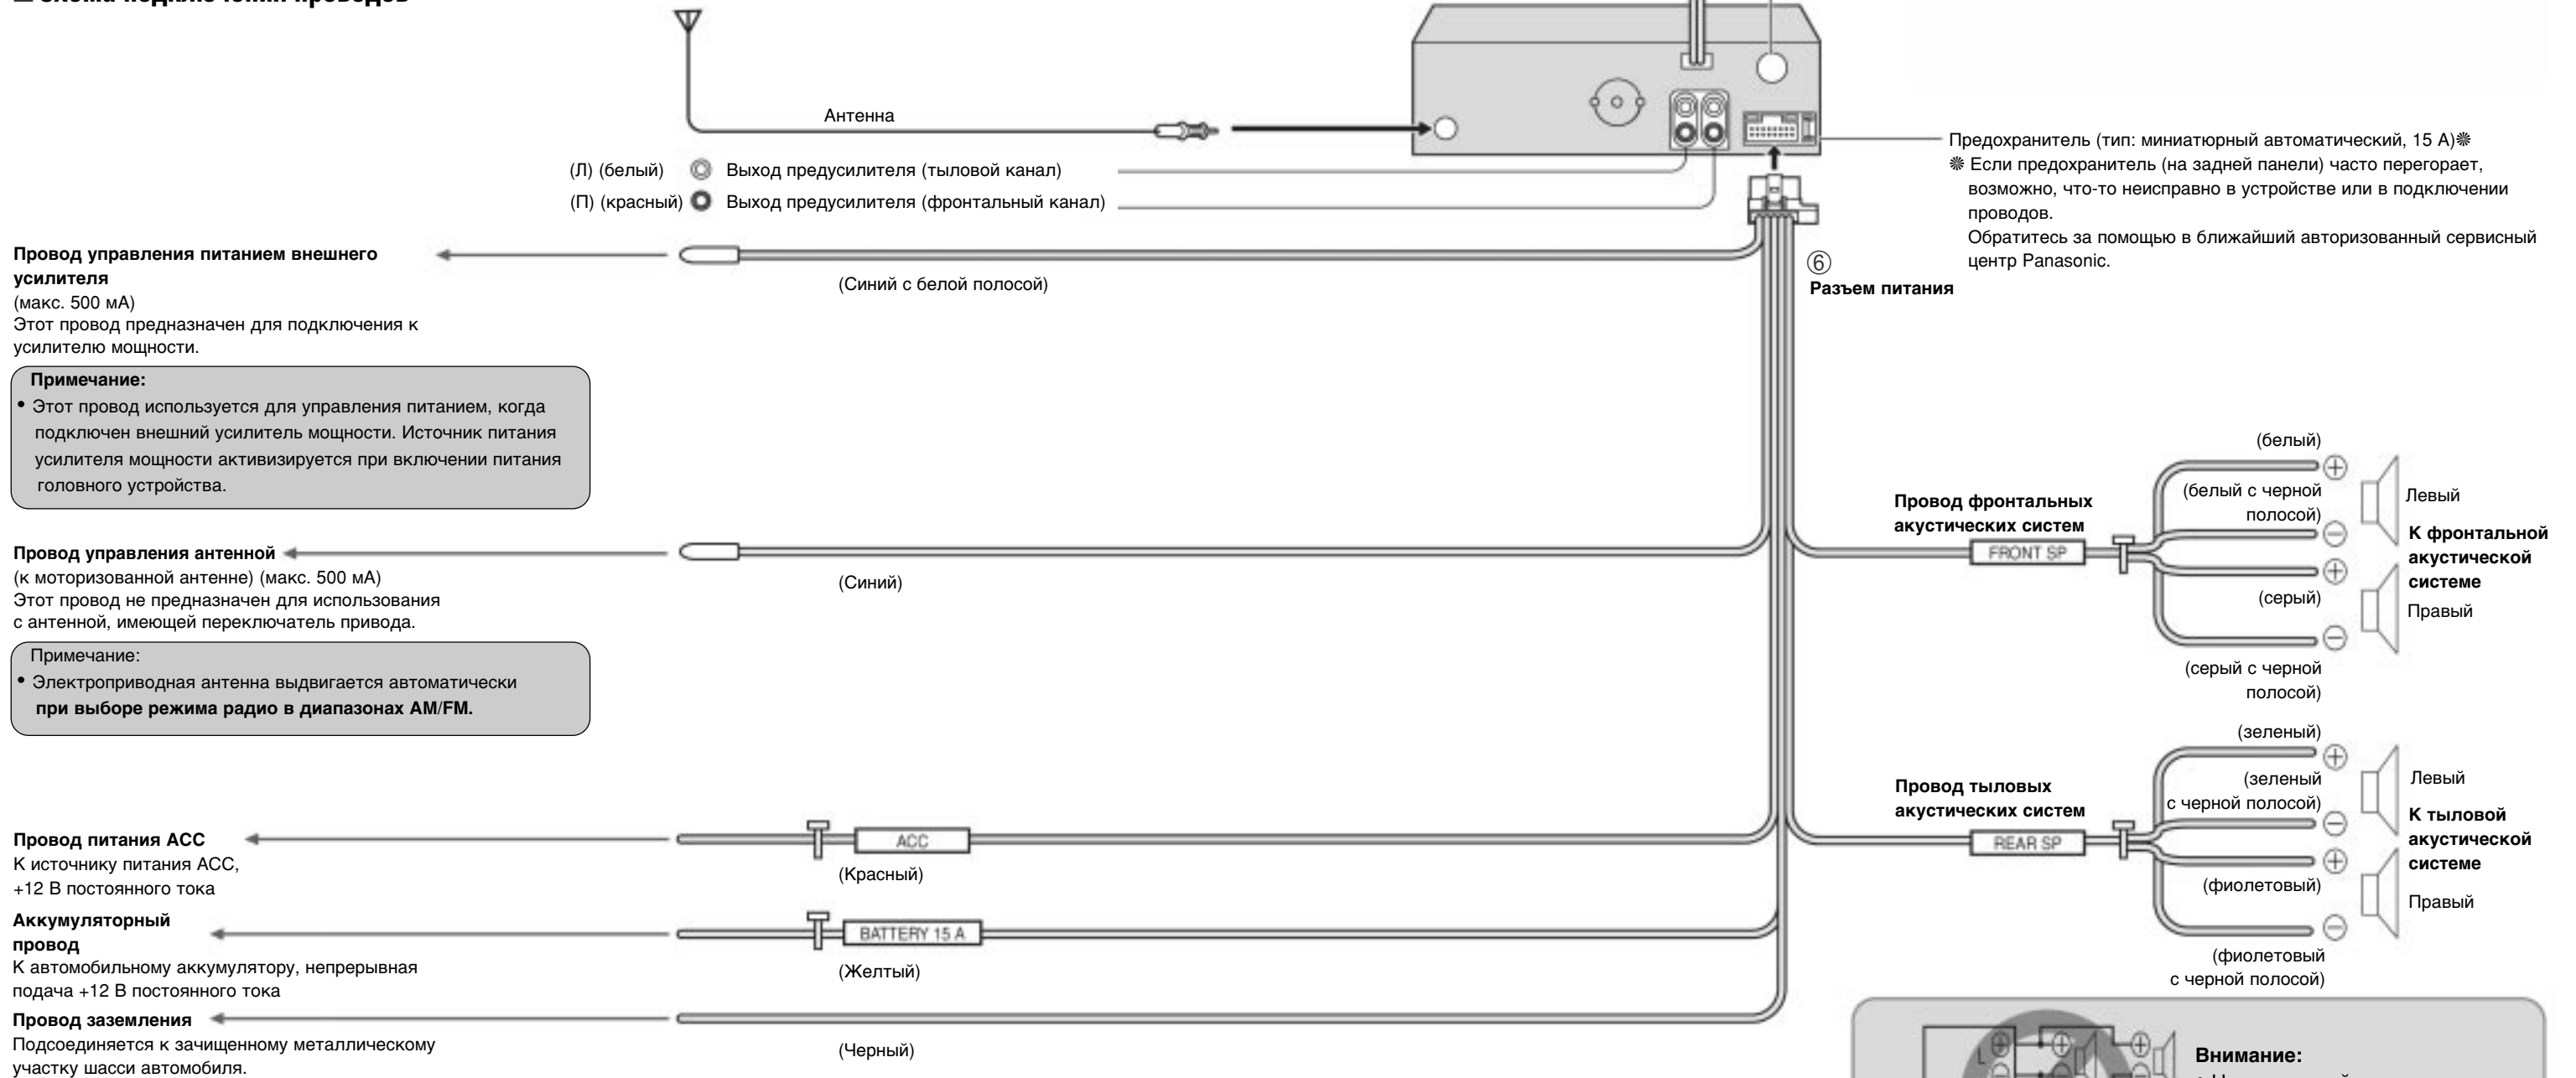 ■ Схема подключения проводов
Антенна
(Л) (белый) Выход предусилителя (тыловой канал)
(П) (красный) Выход предусилителя (фронтальный канал)
Предохранитель (тип: миниатюрный автоматический, 15 А)❊
❊ Если предохранитель (на задней панели) часто перегорает,
возможно, что-то неисправно в устройстве или в подключении
проводов.
Обратитесь за помощью в ближайший авторизованный сервисный
центр Panasonic.
⑥
Разъем питания
Провод управления питанием внешнего
усилителя
(макс. 500 мА)
Этот провод предназначен для подключения к
усилителю мощности.
(Синий с белой полосой)
Примечание:
• Этот провод используется для управления питанием, когда
подключен внешний усилитель мощности. Источник питания
усилителя мощности активизируется при включении питания
головного устройства.
Провод управления антенной
(к моторизованной антенне) (макс. 500 мА)
Этот провод не предназначен для использования
с антенной, имеющей переключатель привода.
(Синий)
Примечание:
• Электроприводная антенна выдвигается автоматически
при выборе режима радио в диапазонах AM/FM.
Провод питания ACC
К источнику питания ACC,
+12 В постоянного тока
ACC
(Красный)
Аккумуляторный
провод
К автомобильному аккумулятору, непрерывная
подача +12 В постоянного тока
BATTERY 15 A
(Желтый)
Провод заземления
Подсоединяется к зачищенному металлическому
участку шасси автомобиля.
(Черный)
Провод фронтальных
акустических систем
FRONT SP
(белый)
⊕
(белый с черной
полосой)
⊖
Левый
К фронтальной
акустической
системе
⊕
(серый)
Правый
⊖
(серый с черной
полосой)
Провод тыловых
акустических систем
REAR SP
(зеленый)
⊕
(зеленый
с черной полосой)
⊖
Левый
К тыловой
акустической
системе
⊕
(фиолетовый)
Правый
⊖
(фиолетовый
с черной полосой)
L
Внимание: